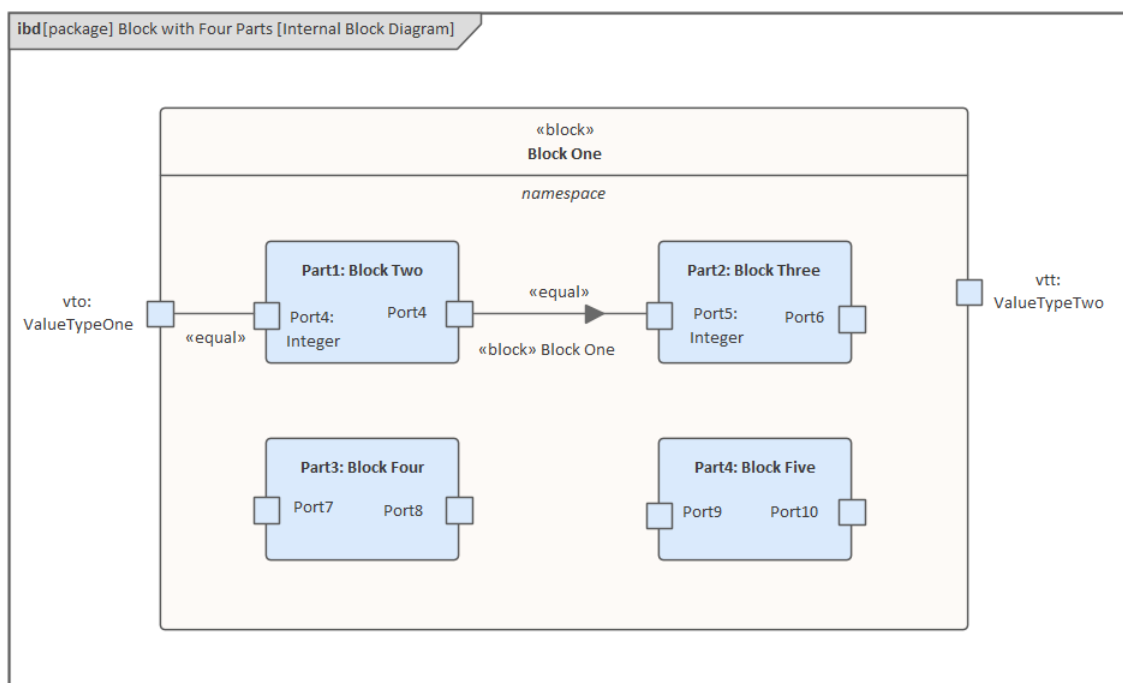 ibd[package] Block with Four Parts [Internal Block Diagram]
«block»
Block One
namespace
Part1: Block Two
Part2: Block Three
vto:
ValueTypeOne
«equal»
Port4:
Integer
Port4
«equal»
«block» Block One
Port5:
Integer
Port6
vtt:
ValueTypeTwo
Part3: Block Four
Part4: Block Five
Port7
Port8
Port9
Port10